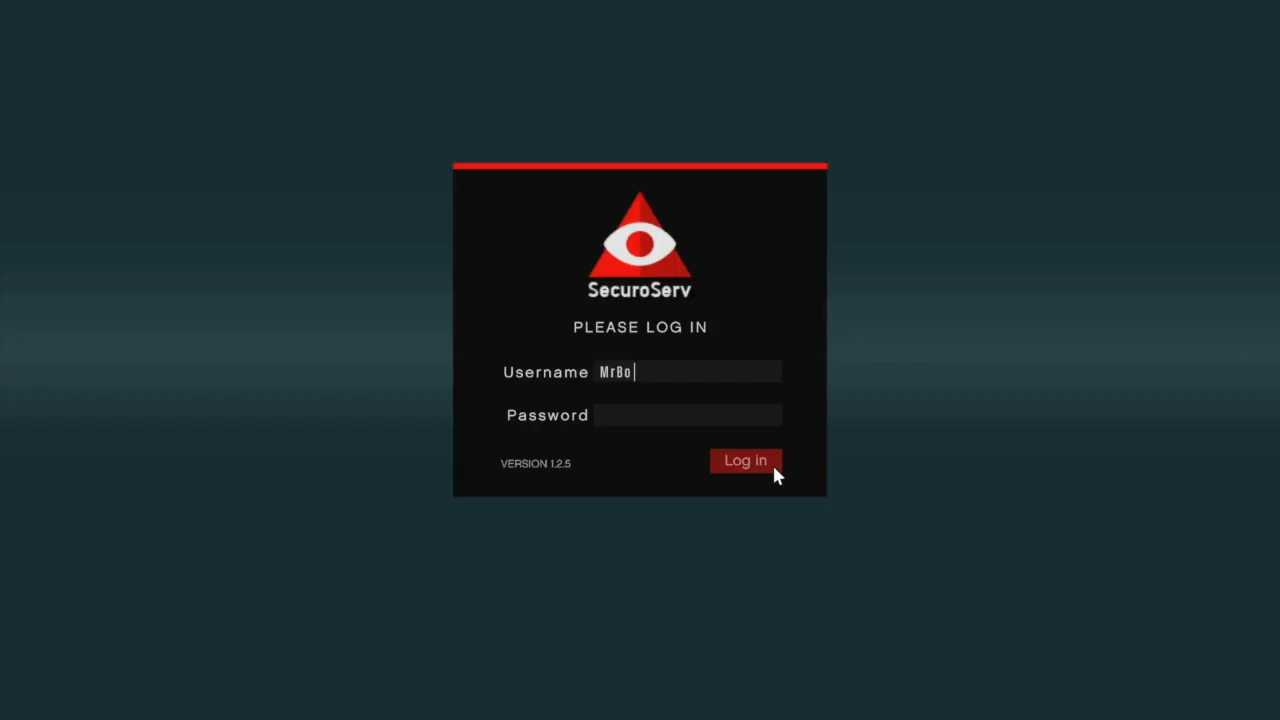 SecuroServ
PLEASE LOG IN
Username MrBo
Password
VERSION 1.2.5 Log in